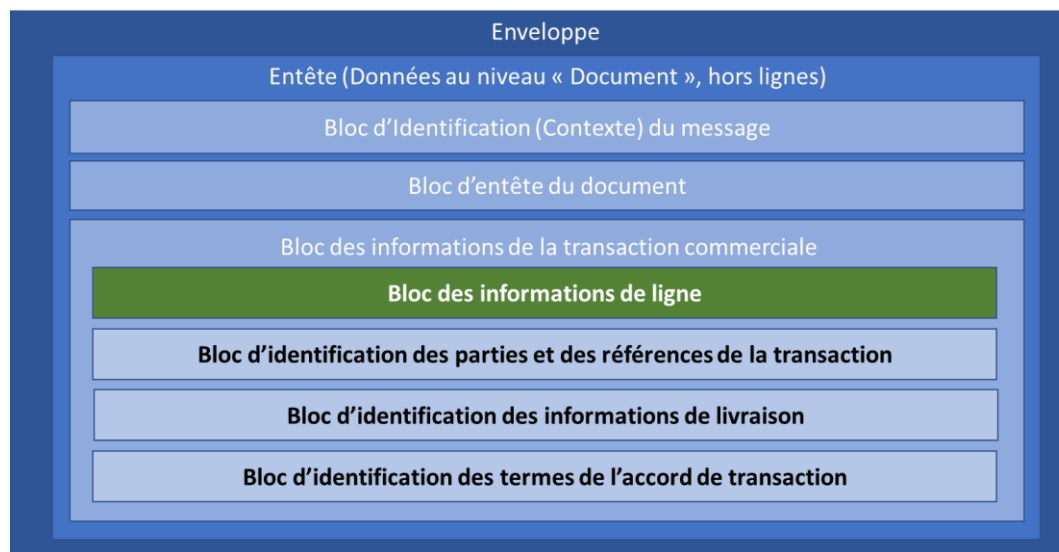 Enveloppe
Entête (Données au niveau « Document », hors lignes)
Bloc d’Identification (Contexte) du message
Bloc d’entête du document
Bloc des informations de la transaction commerciale
Bloc des informations de ligne
Bloc d’identification des parties et des références de la transaction
Bloc d’identification des informations de livraison
Bloc d’identification des termes de l’accord de transaction